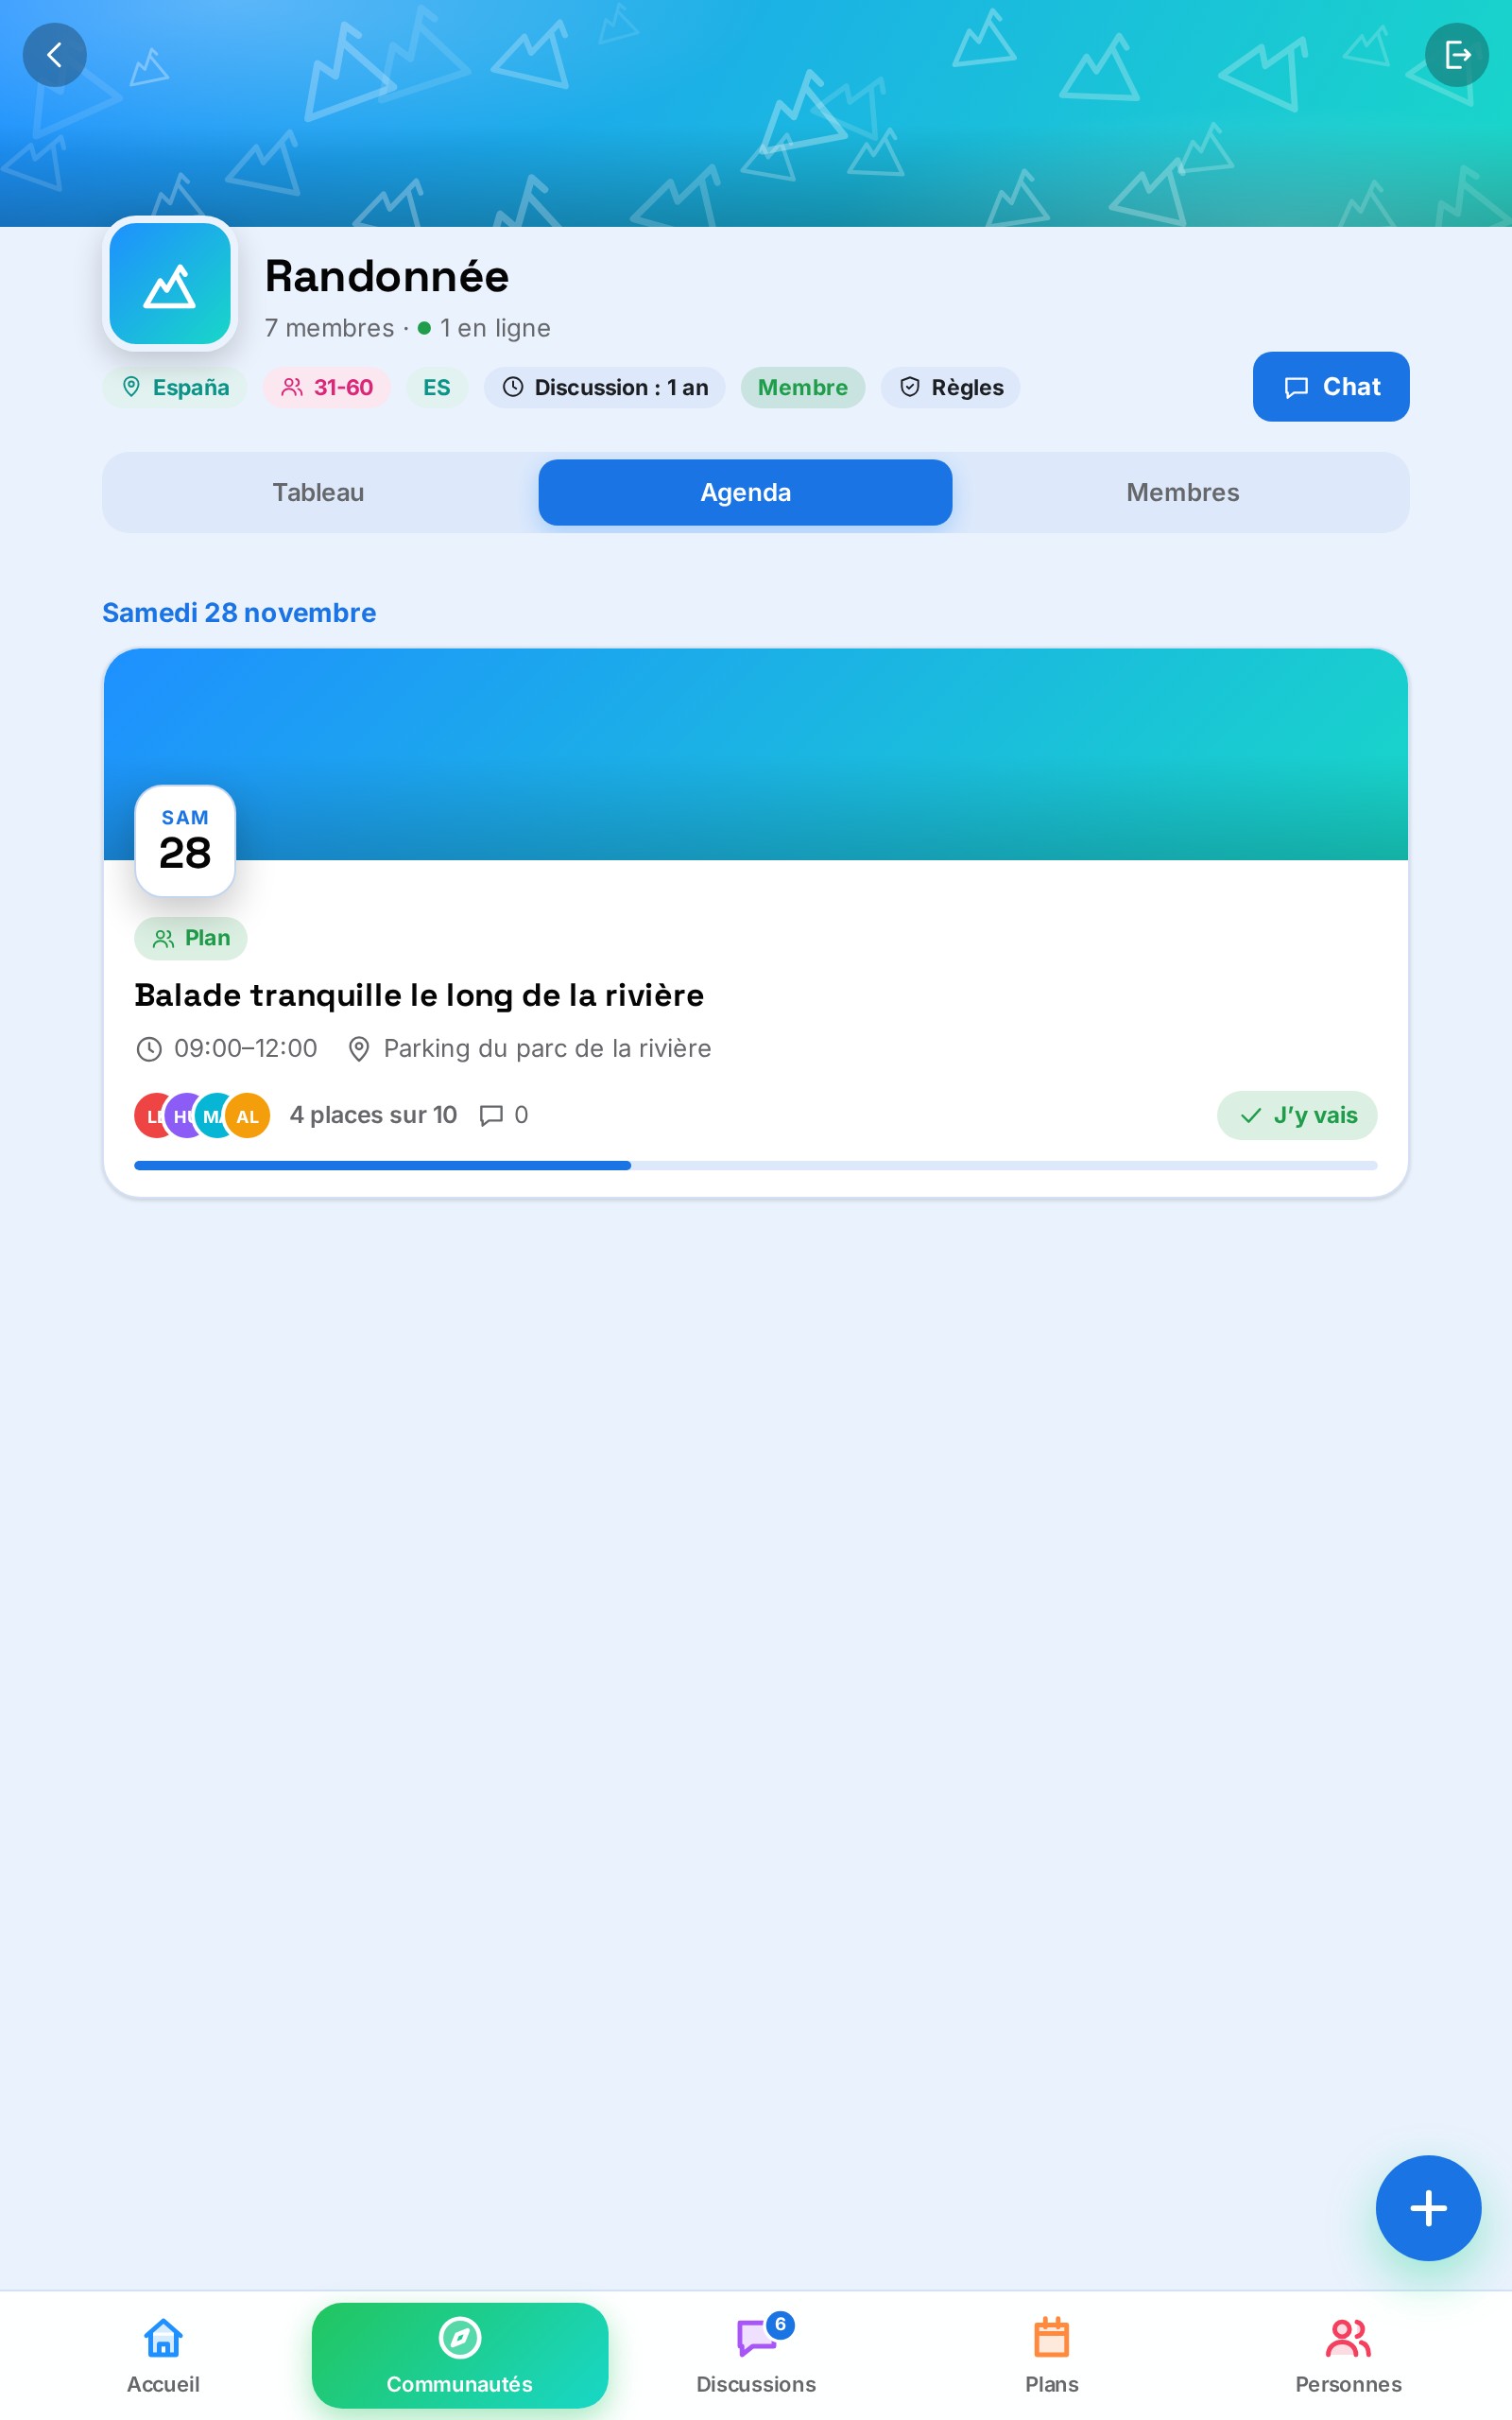 Randonnée
7 membres · 1 en ligne
España 31-60 ES Discussion : 1 an Membre Règles Chat
Tableau Agenda Membres
Samedi 28 novembre
SAM
28
Plan
Balade tranquille le long de la rivière
09:00–12:00 Parking du parc de la rivière
AL 4 places sur 10 0 J’y vais
6
Accueil Communautés Discussions Plans Personnes